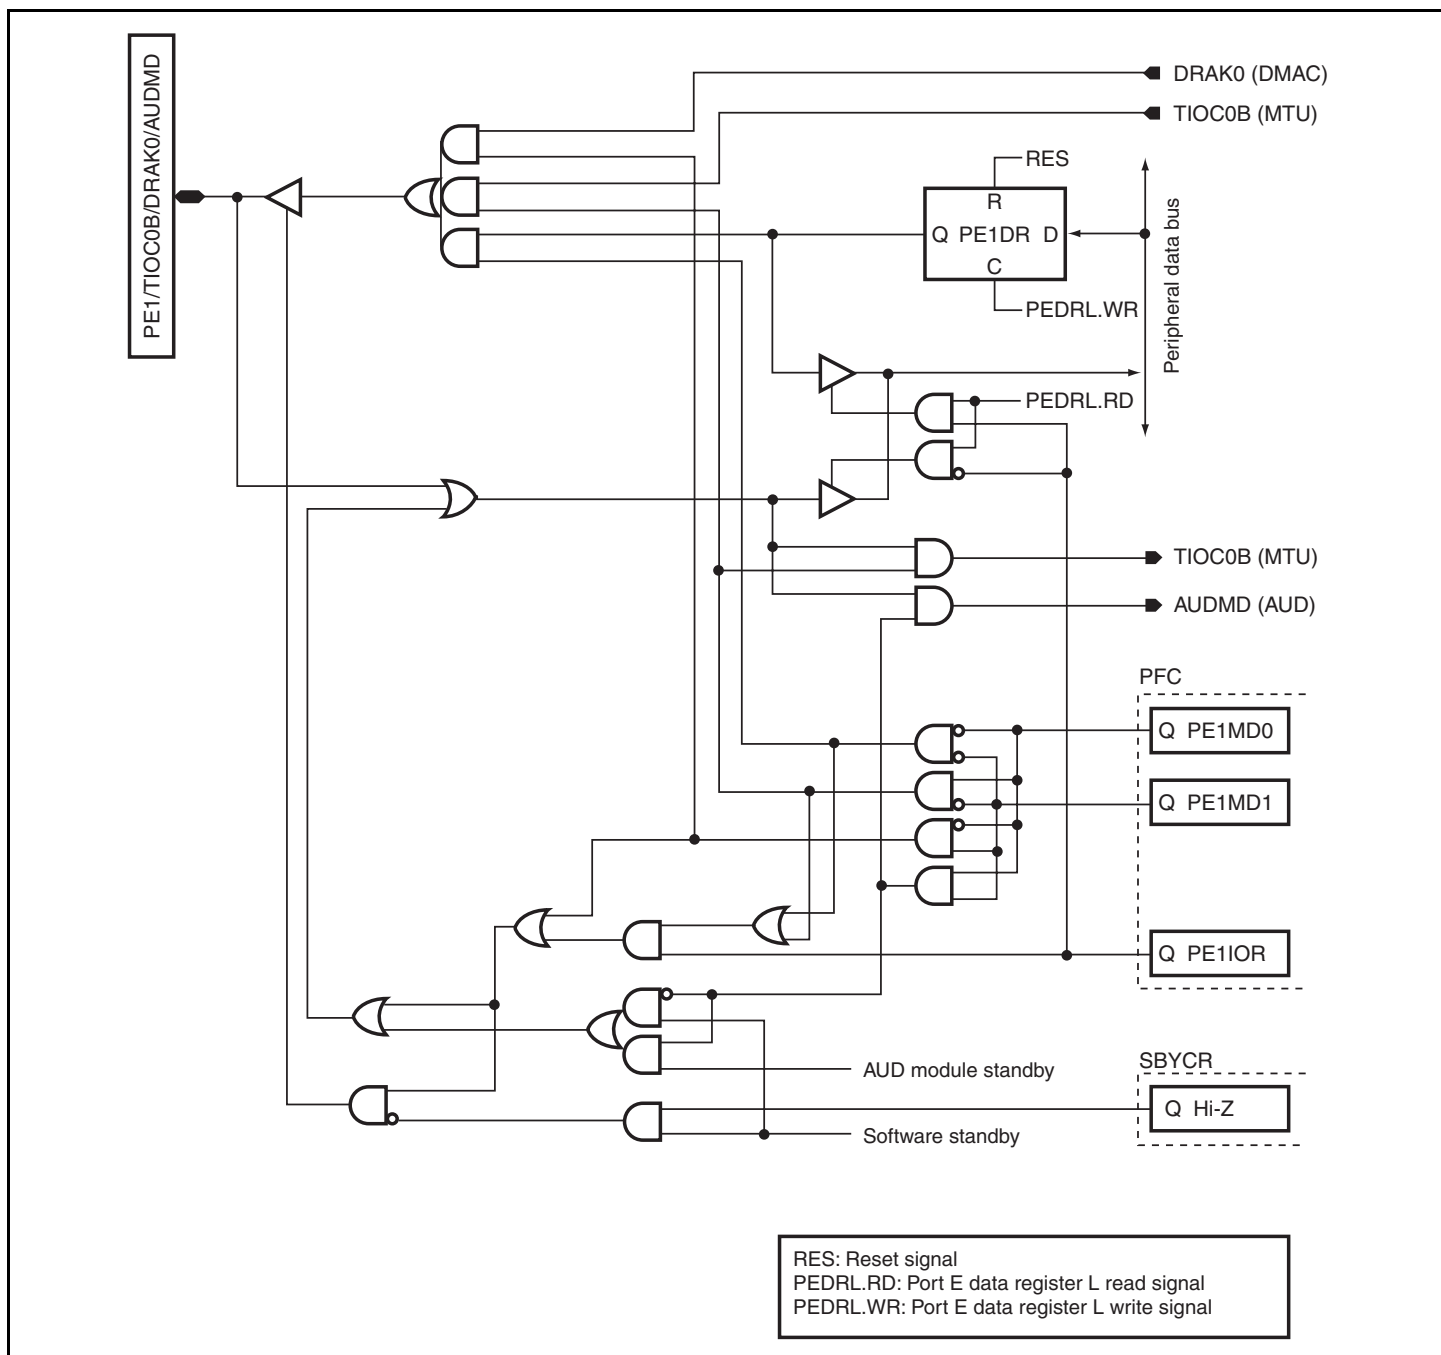 PE1/TIOC0B/DRAK0/AUDMD
DRAK0 (DMAC)
TIOC0B (MTU)
RES
R
Q PE1DR D
C
PEDRL.WR
Peripheral data bus
PEDRL.RD
TIOC0B (MTU)
AUDMD (AUD)
PFC
Q PE1MD0
Q PE1MD1
Q PE1IOR
AUD module standby
SBYCR
Q Hi-Z
Software standby
RES: Reset signal
PEDRL.RD: Port E data register L read signal
PEDRL.WR: Port E data register L write signal